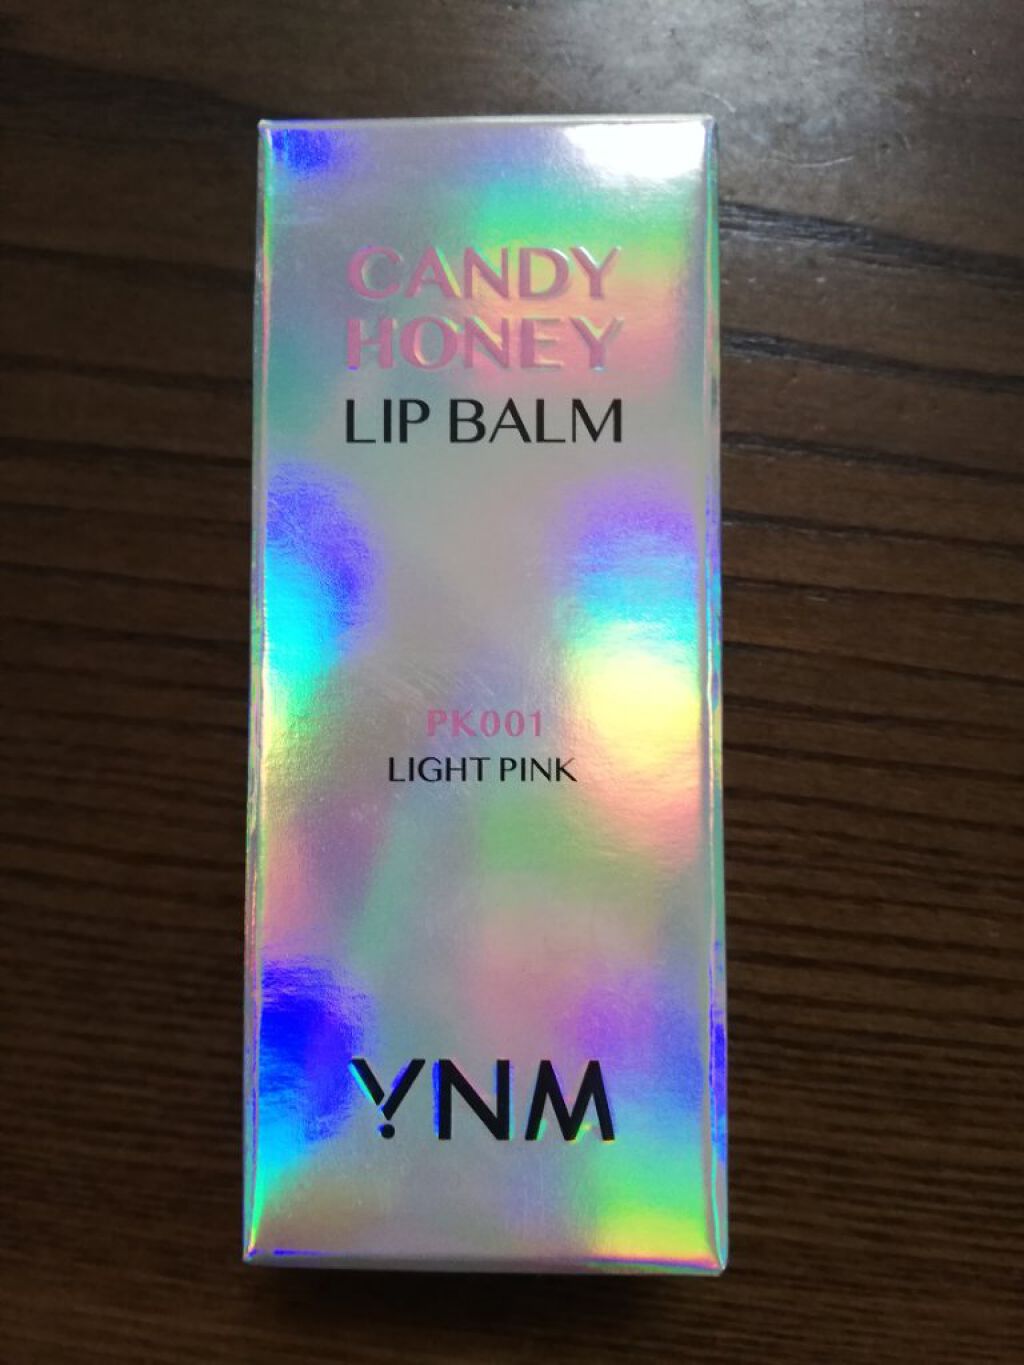 CANDY
HONEY
LIP BALM
PK001
LIGHT PINK
YNM